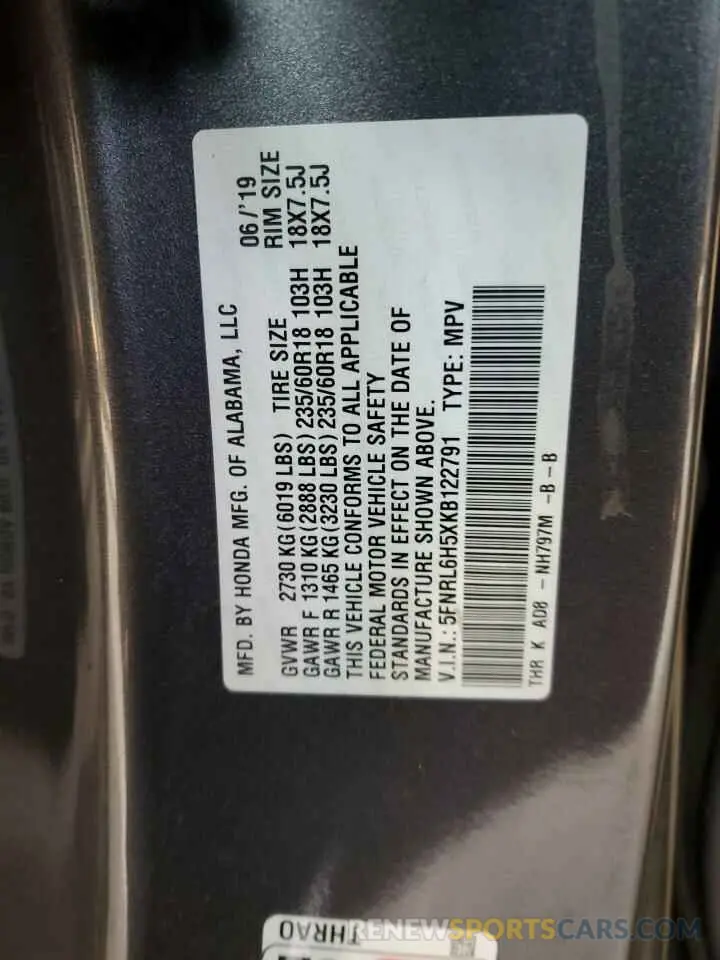 MFD. BY HONDA MFG. OF ALABAMA, LLC 06/'19
GVWR 2730 KG(6019 LBS) TIRE SIZE RIM SIZE
GAWR F 1310 KG(2888 LBS)235/60R18 103H 18X7.5J
GAWR R 1465 KG(3230 LBS)235/60R18 103H 18X7.5J
THIS VEHICLE CONFORMS TO ALL APPLICABLE
FEDERAL MOTOR VEHICLE SAFETY
STANDARDS IN EFFECT ON THE DATE OF
MANUFACTURE SHOWN ABOVE.
V.I.N.:5FNRL6H5XKB122791 TYPE: MPV
THR K AD8 - NH797M -B-B
THRAO
RENEWSPORTSCARS.COM